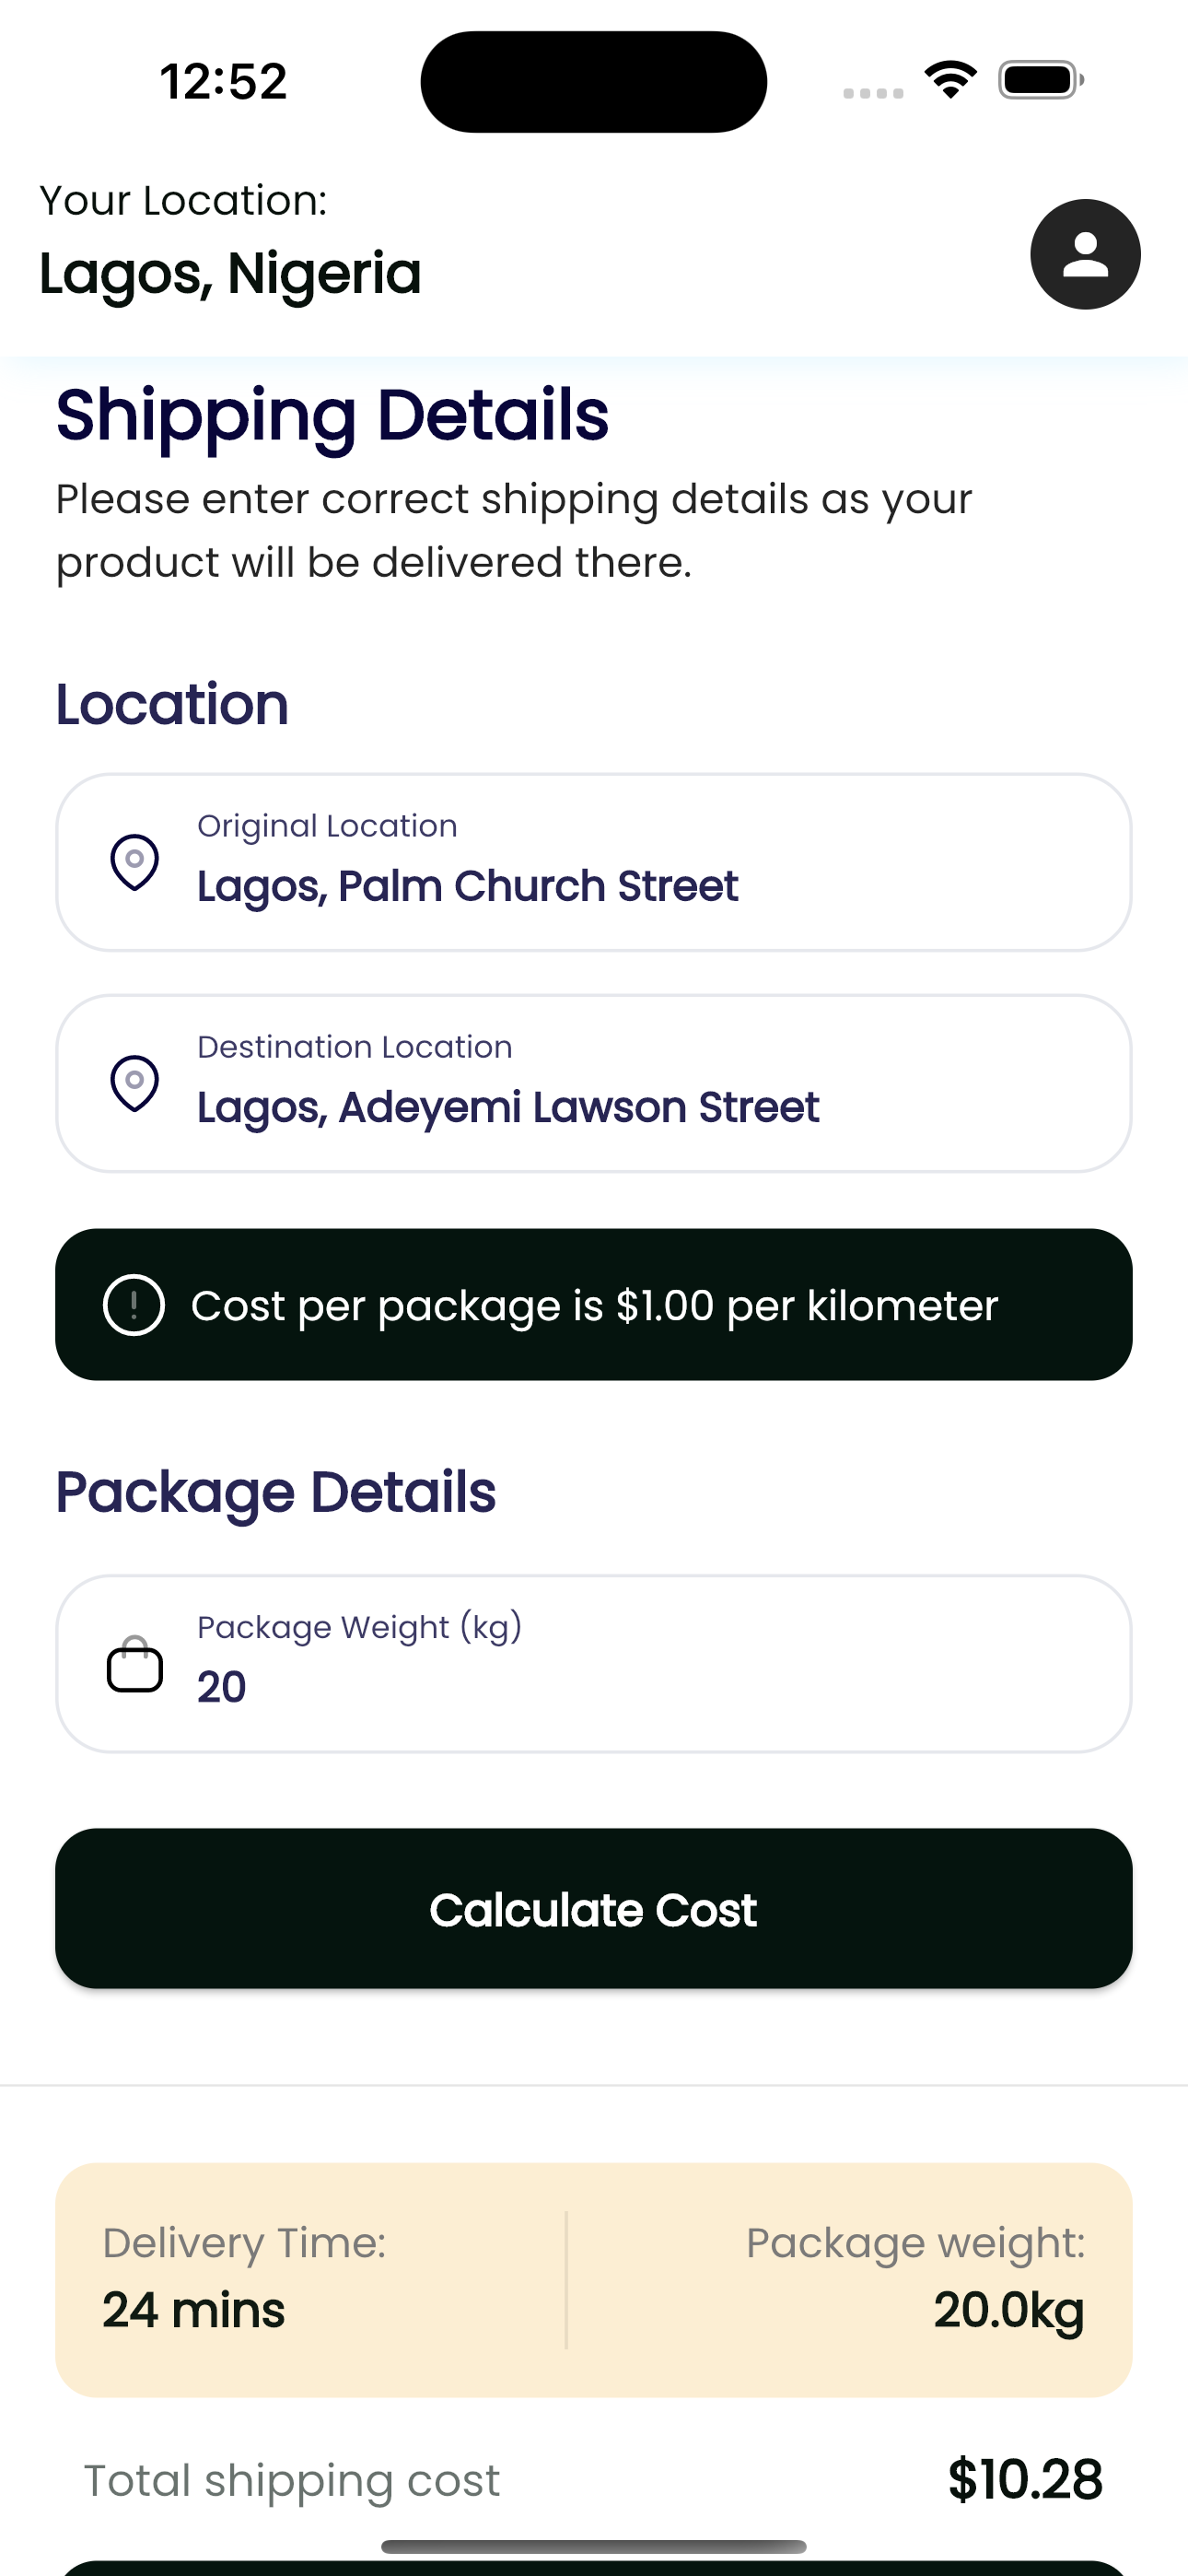 12:52
Your Location:
Lagos, Nigeria
Shipping Details
Please enter correct shipping details as your
product will be delivered there.
Location
Original Location
Lagos, Palm Church Street
Destination Location
Lagos, Adeyemi Lawson Street
Cost per package is $1.00 per kilometer
Package Details
Package Weight (kg)
20
Calculate Cost
Delivery Time:
Package weight:
24 mins
20.0kg
Total shipping cost
$10.28